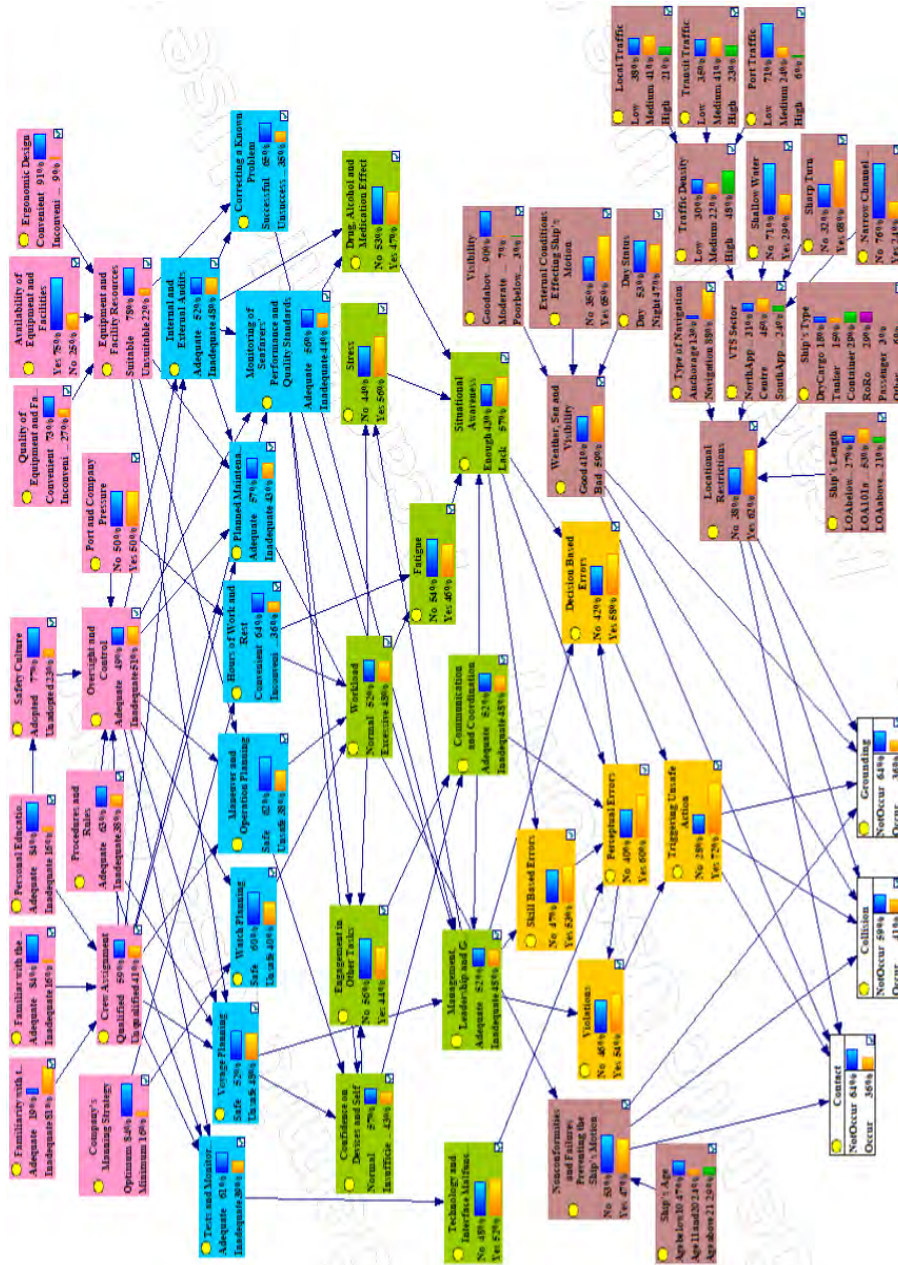 Familiarity with t...
Adequate 19%
Inadequate 81%
Familiar with the ...
Adequate 84%
Inadequate 16%
Personal Educatio...
Adequate 84%
Inadequate 16%
Safety Culture
Adopted 77%
Unadopted 23%
Quality of
Equipment and Fa...
Convenient 73%
Inconveni ... 27%
Availability of
Equipment and
Facilities
Yes 75%
No 25%
Ergonomic Design
Convenient 91%
Inconveni ... 9%
Company's
Manning Strategy
Optimum 84%
Minimum 16%
Crew Assignment
Qualified 59%
Unqualified 41%
Procedures and
Rules
Adequate 62%
Inadequate 38%
Oversight and
Control
Adequate 49%
Inadequate 51%
Port and Company
Pressure
No 50%
Yes 50%
Equipment and
Facility Resources
Suitable 78%
Unsuitable 22%
Tests and Monitor...
Adequate 61%
Inadequate 39%
Voyage Planning
Safe 52%
Unsafe 48%
Watch Planning
Safe 60%
Unsafe 40%
Maneuver and
Operation Planning
Safe 62%
Unsafe 38%
Hours of Work and
Rest
Convenient 64%
Inconveni ... 36%
Planned Maintena...
Adequate 57%
Inadequate 43%
Internal and
External Audits
Adequate 52%
Inadequate 48%
Monitoring of
Seafarers'
Performance and
Quality Standards
Adequate 56%
Inadequate 44%
Correcting a Known
Problem
Successful 65%
Unsuccess ... 35%
Confidence on
Devices and Self
Normal 57%
Insufficie ... 43%
Engagement in
Other Tasks
No 56%
Yes 44%
Workload
Normal 52%
Excessive 48%
Fatigue
No 54%
Yes 46%
Stress
No 44%
Yes 56%
Drug, Alcohol and
Medication Effect
No 53%
Yes 47%
Technology and
Interface Malfunc...
No 48%
Yes 52%
Management
Leadership and G...
Adequate 52%
Inadequate 48%
Communication
and Coordination
Adequate 52%
Inadequate 48%
Situational
Awareness
Enough 43%
Lack 57%
Violations
No 46%
Yes 54%
Skill Based Errors
No 47%
Yes 53%
Perceptual Errors
No 40%
Yes 60%
Decision Based
Errors
No 42%
Yes 58%
Triggering Unsafe
Action
No 28%
Yes 72%
Visibility
Goodabov... 90%
Moderate 7%
Poorbelow... 3%
External Conditions
Effecting Ship's
Motion
No 35%
Yes 65%
Day Status
Day 53%
Night 47%
Weather, Sea and
Visibility
Good 41%
Bad 59%
Local Traffic
Low 38%
Medium 41%
High 21%
Transit Traffic
Low 36%
Medium 41%
High 23%
Port Traffic
Low 71%
Medium 24%
High 6%
Traffic Density
Low 30%
Medium 22%
High 48%
Shallow Water
No 71%
Yes 29%
Sharp Turn
No 32%
Yes 68%
Narrow Channel
No 76%
Yes 24%
Type of Navigation
Anchorage 12%
Navigation 88%
VTS Sector
NorthApp ... 31%
Centre 45%
SouthApp ... 24%
Ship's Type
DryCargo 18%
Tanker
Container 29%
RoRo 29%
Passenger 3%
Other
Locational
Restrictions
No 38%
Yes 62%
Ship's Length
LOAbelow... 27%
LOA101a... 53%
LOAabove... 21%
Nonconformities
and Failures
Preventing the
Ship's Motion
No 53%
Yes 47%
Ship's Age
Agebelow10 47%
Age11and20 24%
Ageabove21 29%
Contact
NotOccur 64%
Occur 36%
Collision
NotOccur 59%
Occur 41%
Grounding
NotOccur 64%
Occur 36%